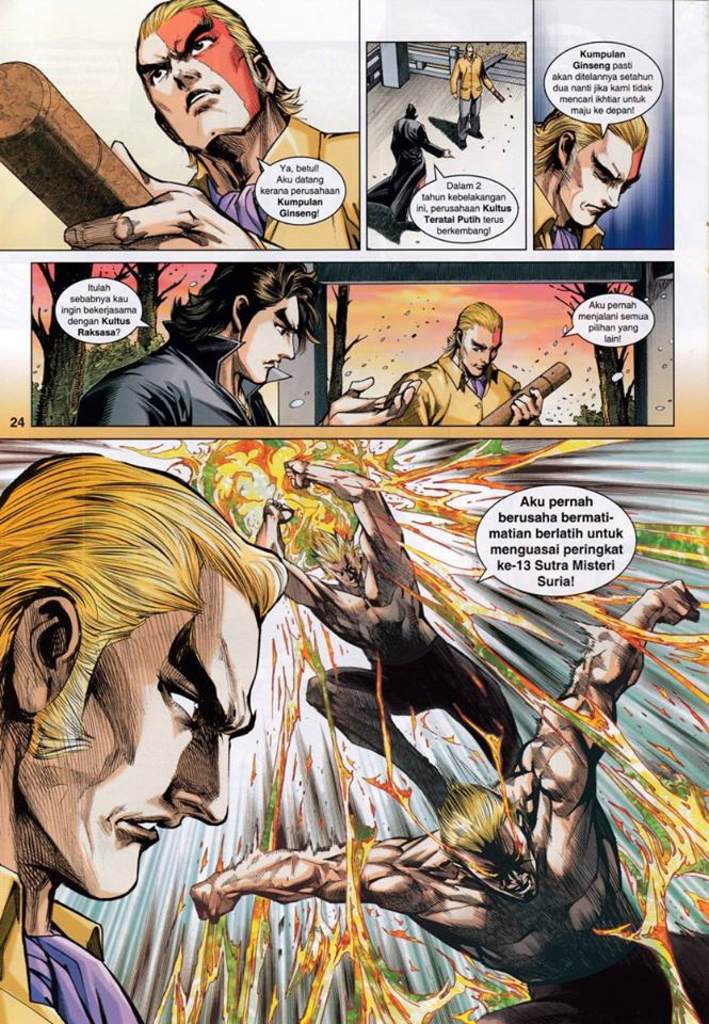 Ya, betul!
Aku datang
kerana perusahaan
Kumpulan
Ginseng!
Dalam 2
tahun kebelakangan
ini, perusahaan Kultus
Teratai Putih terus
berkembang!
Kumpulan
Ginseng pasti
akan ditelannya setahun
dua nanti jika kami tidak
mencari ikhtiar untuk
maju ke depan!
Itulah
sebabnya kau
ingin bekerjasama
dengan Kultus
Raksasa?
Aku pernah
menjalani semua
pilihan yang
lain!
24
Aku pernah
berusaha bermati-
matian berlatih untuk
menguasai peringkat
ke-13 Sutra Misteri
Suria!